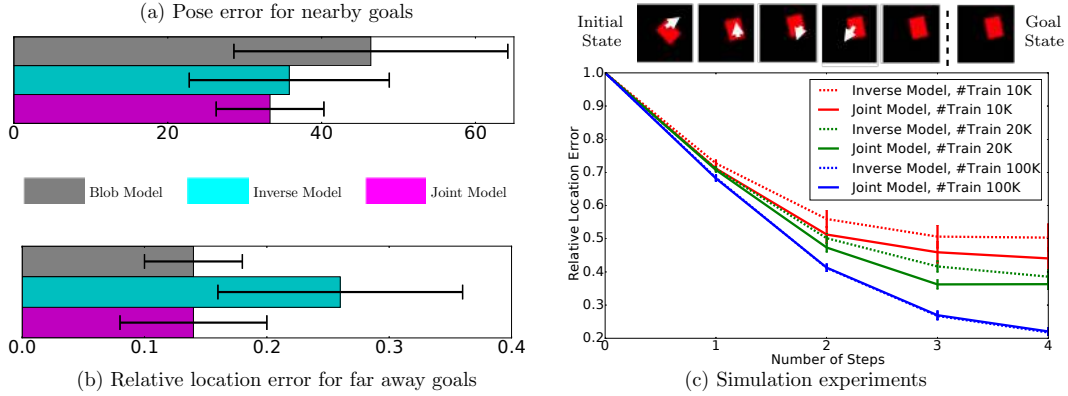 (a) Pose error for nearby goals
0 20 40 60
Blob Model Inverse Model Joint Model
0.0 0.1 0.2 0.3 0.4
(b) Relative location error for far away goals
Initial
State
Goal
State
Inverse Model, #Train 10K
Joint Model, #Train 10K
Inverse Model, #Train 20K
Joint Model, #Train 20K
Inverse Model, #Train 100K
Joint Model, #Train 100K
Relative Location Error
1.0
0.9
0.8
0.7
0.6
0.5
0.4
0.3
0.2
0 1 2 3 4
Number of Steps
(c) Simulation experiments